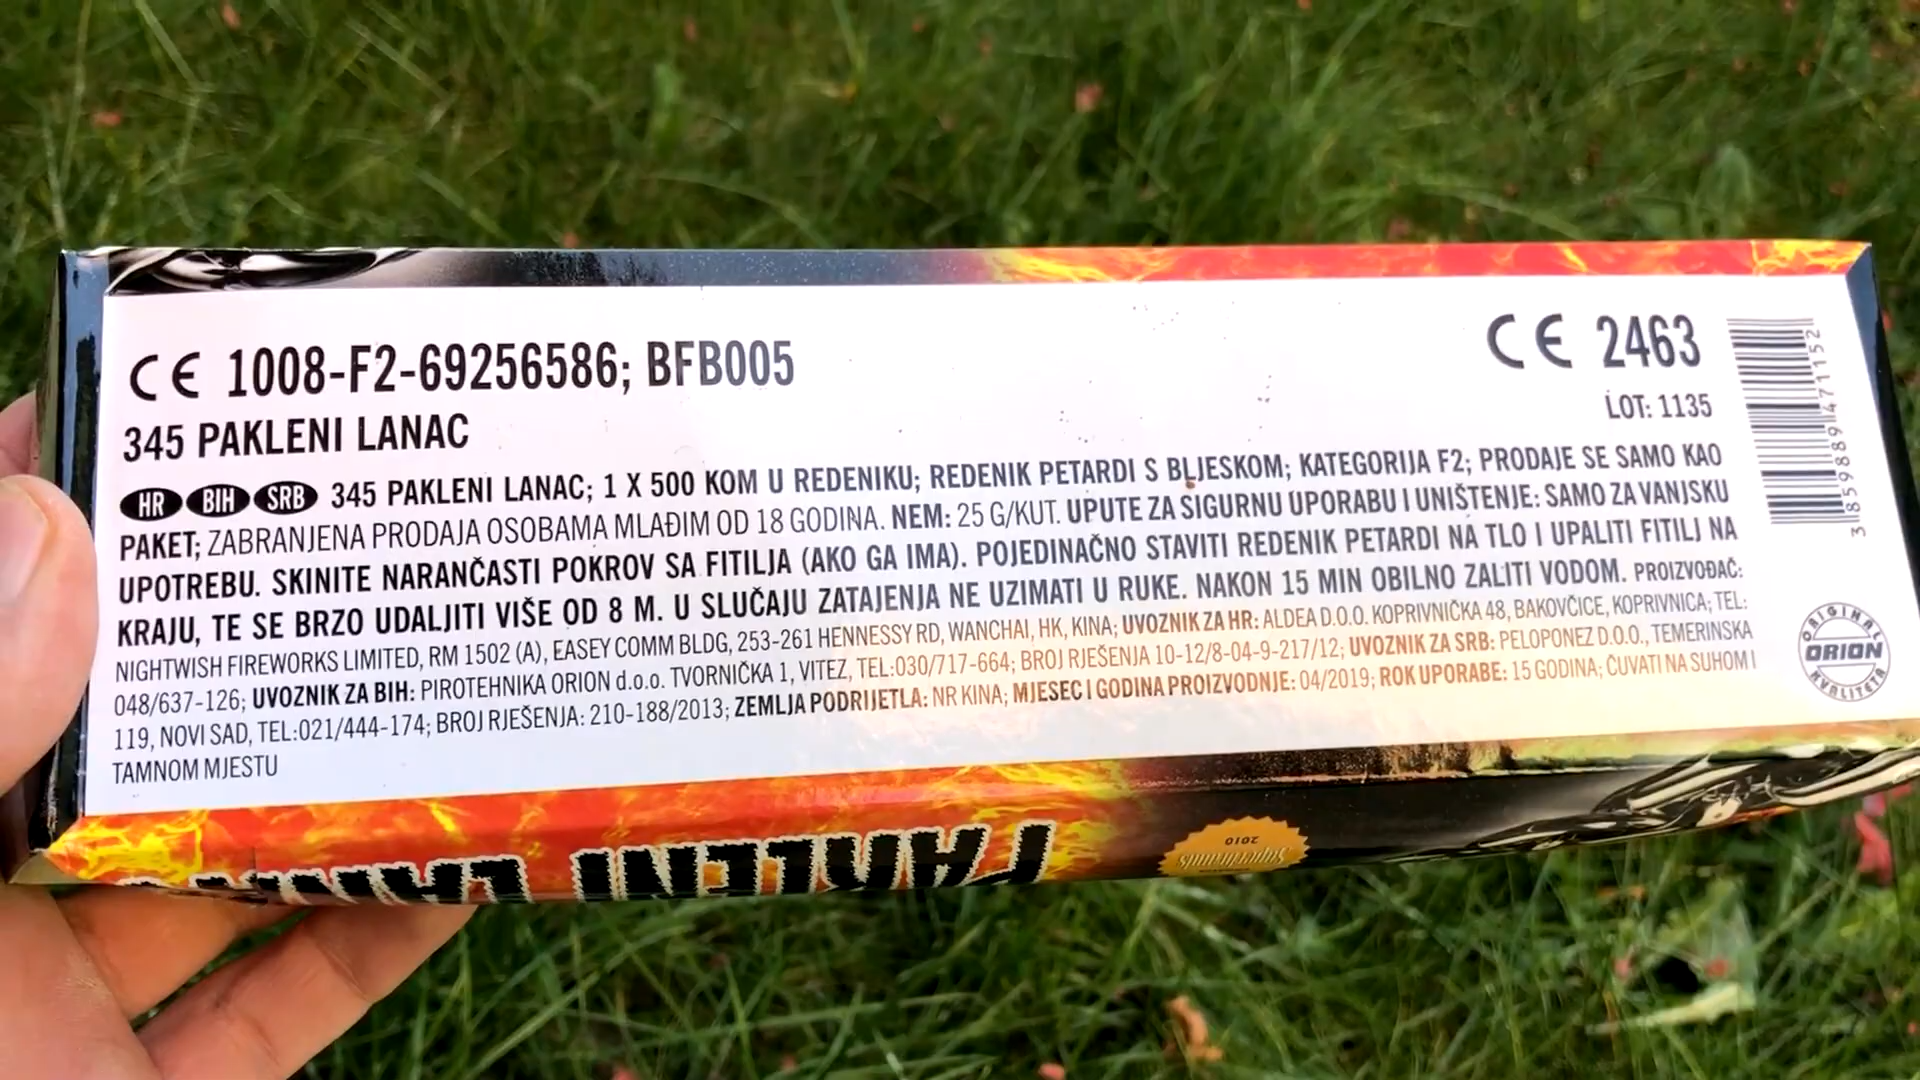 CE 1008-F2-69256586; BFB005
CE 2463
LOT: 1135
345 PAKLENI LANAC
HR BIH SRB 345 PAKLENI LANAC; 1 X 500 KOM U REDENIKU; REDENIK PETARDI S BLJESKOM; KATEGORIJA F2; PRODAJE SE SAMO KAO
PAKET; ZABRANJENA PRODAJA OSOBAMA MLAĐIM OD 18 GODINA. NEM: 25 G/KUT. UPUTE ZA SIGURNU UPORABU I UNIŠTENJE: SAMO ZA VANJSKU
UPOTREBU. SKINITE NARANČASTI POKROV SA FITILJA (AKO GA IMA). POJEDINAČNO STAVITI REDENIK PETARDI NA TLO I UPALITI FITILJ NA
KRAJU, TE SE BRZO UDALJITI VIŠE OD 8 M. U SLUČAJU ZATAJENJA NE UZIMATI U RUKE. NAKON 15 MIN OBILNO ZALITI VODOM. PROIZVOĐAČ:
NIGHTWISH FIREWORKS LIMITED, RM 1502 (A), EASEY COMM BLDG, 253-261 HENNESSY RD, WANCHAI, HK, KINA; UVOZNIK ZA HR: ALDEA D.O.O. KOPRIVNIČKA 48, BAKOVČICE, KOPRIVNICA; TEL:
048/637-126; UVOZNIK ZA BIH: PIROTEHNIKA ORION d.o.o. TVORNIČKA 1, VITEZ, TEL:030/717-664; BROJ RJEŠENJA 10-12/8-04-9-217/12; UVOZNIK ZA SRB: PELOPONEZ D.O.O., TEMERINSKA
119, NOVI SAD, TEL:021/444-174; BROJ RJEŠENJA: 210-188/2013; ZEMLJA PODRIJETLA: NR KINA; MJESEC I GODINA PROIZVODNJE: 04/2019; ROK UPORABE: 15 GODINA; ČUVATI NA SUHOM I
TAMNOM MJESTU
3 859889 471152
ORIGINAL
ORION
KVALITETA
PAKLENI LANAC
Superbrands
2010